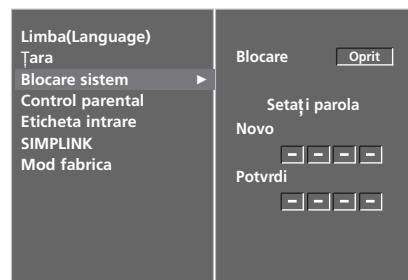 Limba(Language)
Ţara
Blocare sistem ►
Control parental
Eticheta intrare
SIMPLINK
Mod fabrica
Blocare Oprit
Setaţi parola
Novo
– – – –
Potvrdi
– – – –